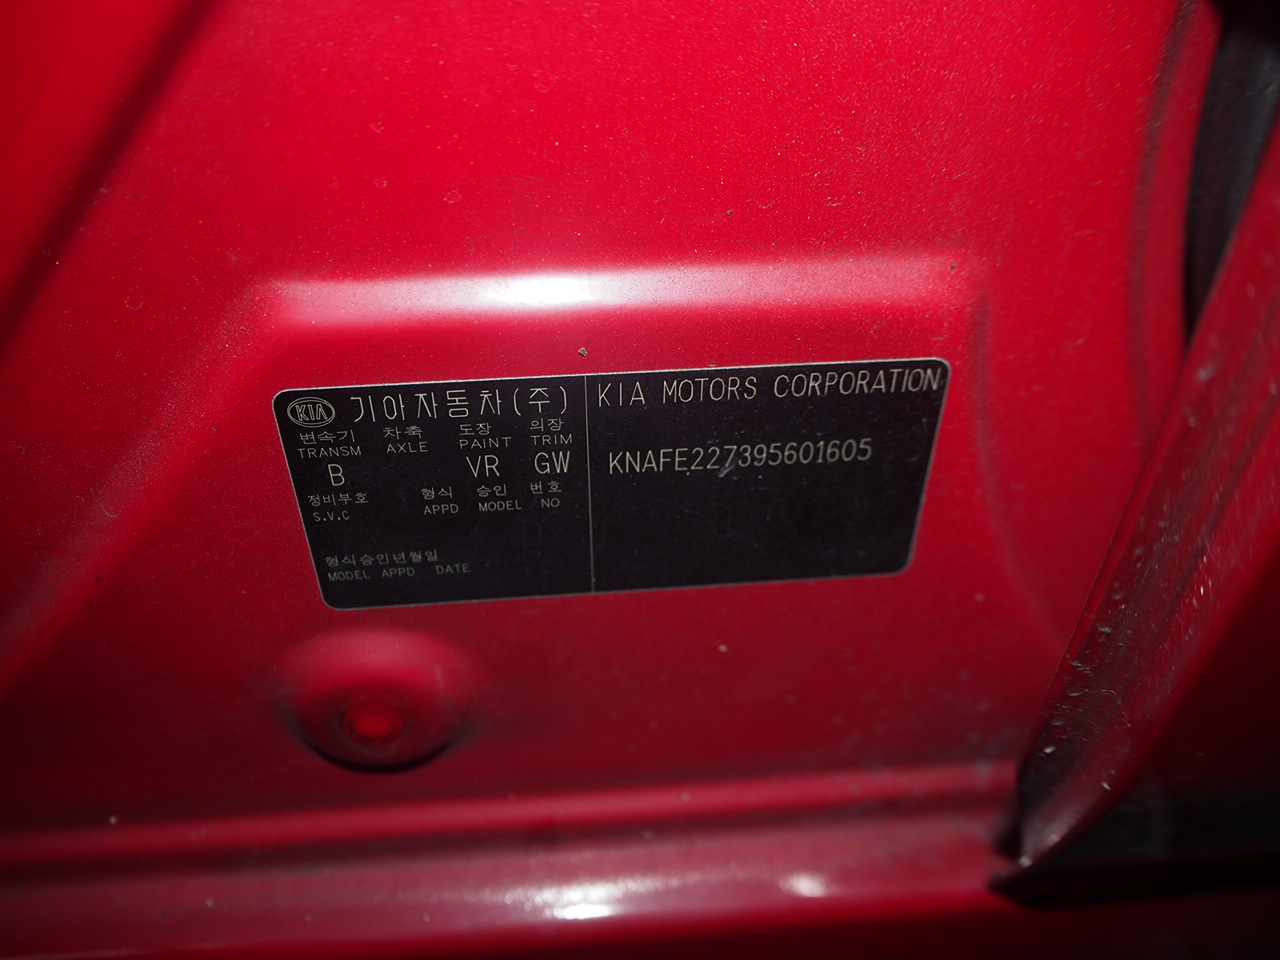 KIA 기아자동차(주)
변속기 차축 도장 의장
TRANSM AXLE PAINT TRIM
B VR GW
정비부호 형식 승인 번호
S.V.C APPD MODEL NO
형식승인년월일
MODEL APPD DATE
KIA MOTORS CORPORATION
KNAFE227395601605